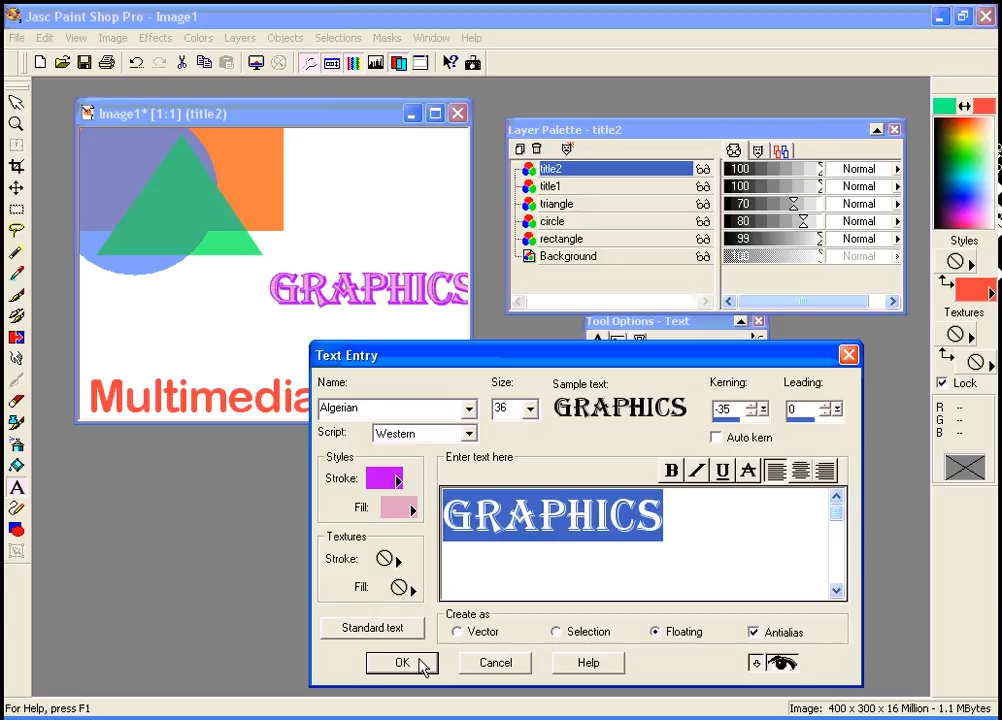 Jasc Paint Shop Pro - Image1
File Edit View Image Effects Colors Layers Objects Selections Masks Window Help
Image1* [1:1] (title2)
GRAPHICS
Multimedia
Layer Palette - title2
title2 100 Normal
title1 100 Normal
triangle 70 Normal
circle 80 Normal
rectangle 99 Normal
Background 100 Normal
Tool Options - Text
Styles
Textures
Lock
R --
G --
B --
Text Entry
Name: Size: Sample text: Kerning: Leading:
Algerian 36 GRAPHICS -35 0
Script: Western Auto kern
Styles Enter text here
Stroke: B I U A
Fill: GRAPHICS
Textures
Stroke:
Fill:
Create as
Standard text Vector Selection Floating Antialias
OK Cancel Help
For Help, press F1 Image: 400 x 300 x 16 Million - 1.1 MBytes